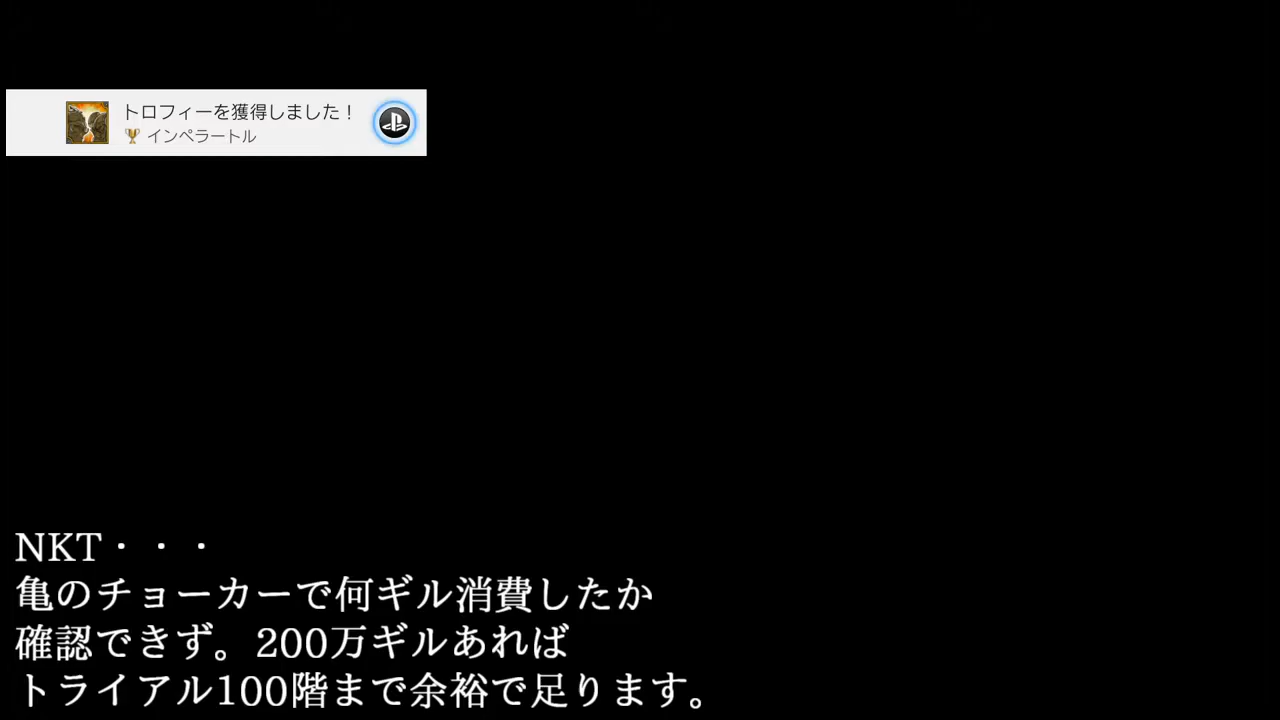 トロフィーを獲得しました！
インペラートル
NKT・・・
亀のチョーカーで何ギル消費したか
確認できず。200万ギルあれば
トライアル100階まで余裕で足ります。